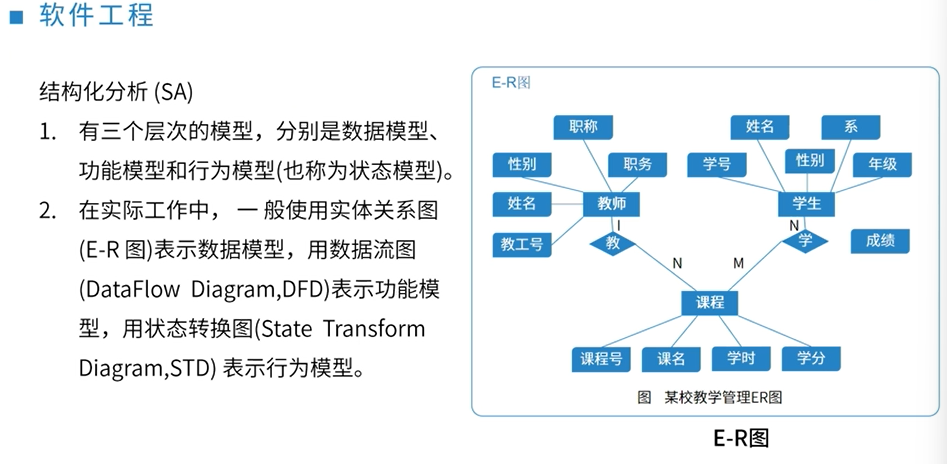 软件工程
结构化分析 (SA)
1. 有三个层次的模型，分别是数据模型、
功能模型和行为模型(也称为状态模型)。
2. 在实际工作中， 一 般使用实体关系图
(E-R 图)表示数据模型，用数据流图
(DataFlow Diagram,DFD)表示功能模
型，用状态转换图(State Transform
Diagram,STD) 表示行为模型。
E-R图
职称
姓名
系
性别
职务
学号
性别
年级
姓名
教师
学生
I
N
教工号
教
学
成绩
N
M
课程
课程号
课名
学时
学分
图 某校教学管理ER图
E-R图